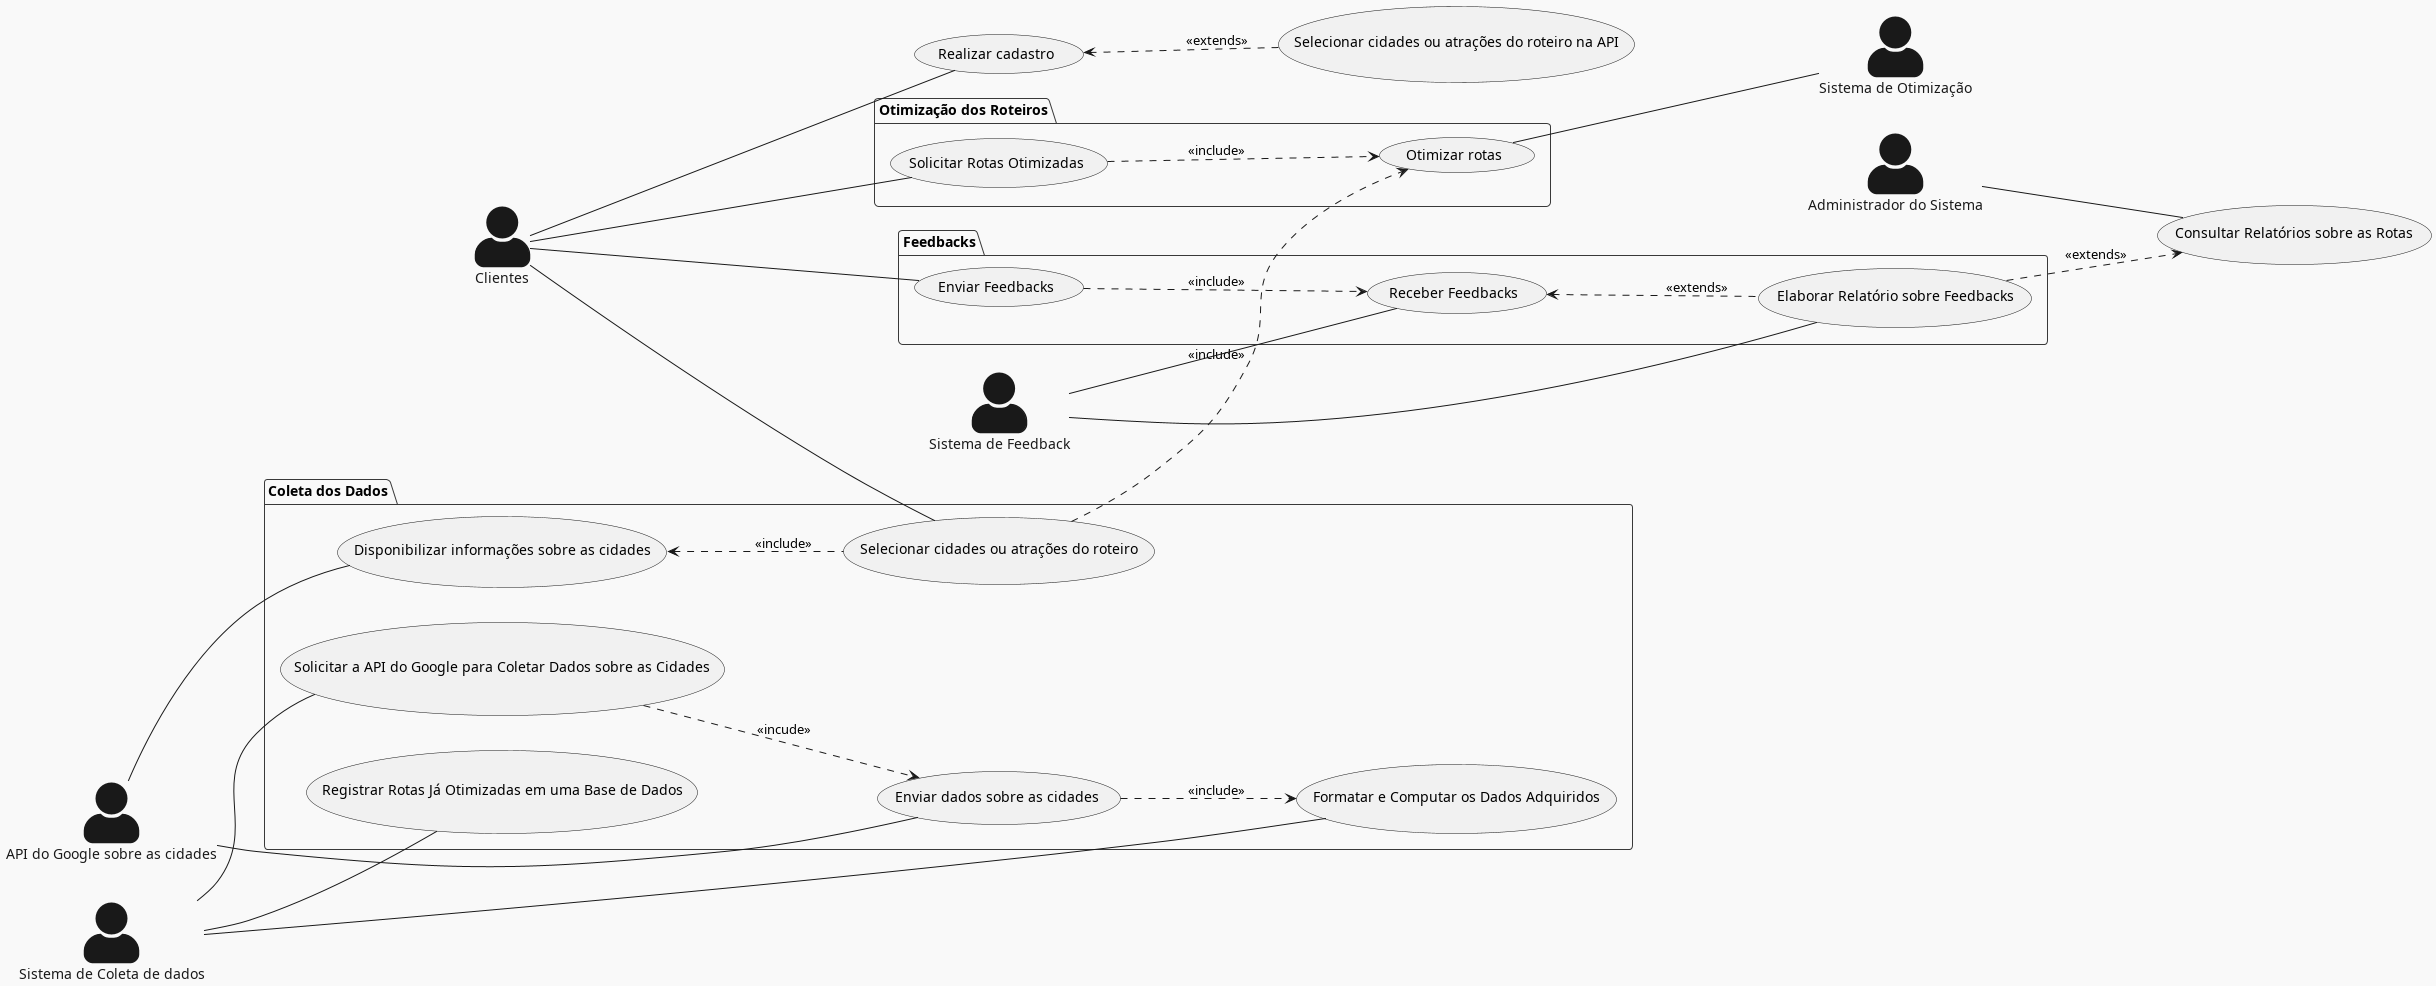 Realizar cadastro
«extends»
Selecionar cidades ou atrações do roteiro na API
Sistema de Otimização
Otimização dos Roteiros
Solicitar Rotas Otimizadas
«include»
Otimizar rotas
Administrador do Sistema
Consultar Relatórios sobre as Rotas
Clientes
Feedbacks
Enviar Feedbacks
«include»
Receber Feedbacks
«extends»
Elaborar Relatório sobre Feedbacks
«extends»
«include»
Sistema de Feedback
Coleta dos Dados
Disponibilizar informações sobre as cidades
«include»
Selecionar cidades ou atrações do roteiro
Solicitar a API do Google para Coletar Dados sobre as Cidades
«incude»
Registrar Rotas Já Otimizadas em uma Base de Dados
Enviar dados sobre as cidades
«include»
Formatar e Computar os Dados Adquiridos
API do Google sobre as cidades
Sistema de Coleta de dados